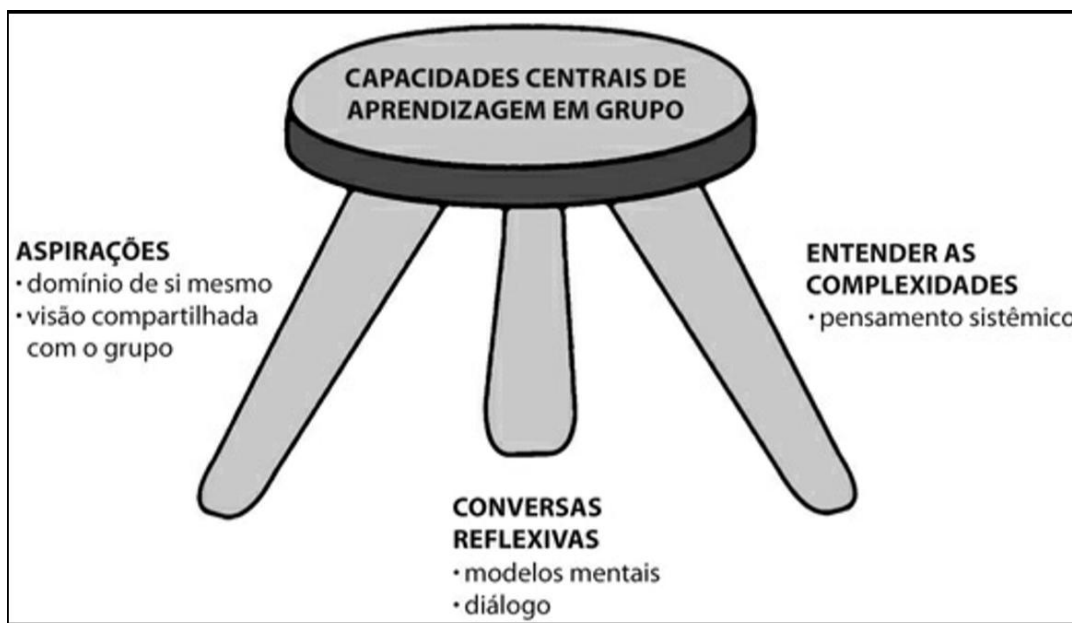 CAPACIDADES CENTRAIS DE
APRENDIZAGEM EM GRUPO
ASPIRAÇÕES
· domínio de si mesmo
· visão compartilhada
com o grupo
ENTENDER AS
COMPLEXIDADES
· pensamento sistêmico
CONVERSAS
REFLEXIVAS
· modelos mentais
· diálogo